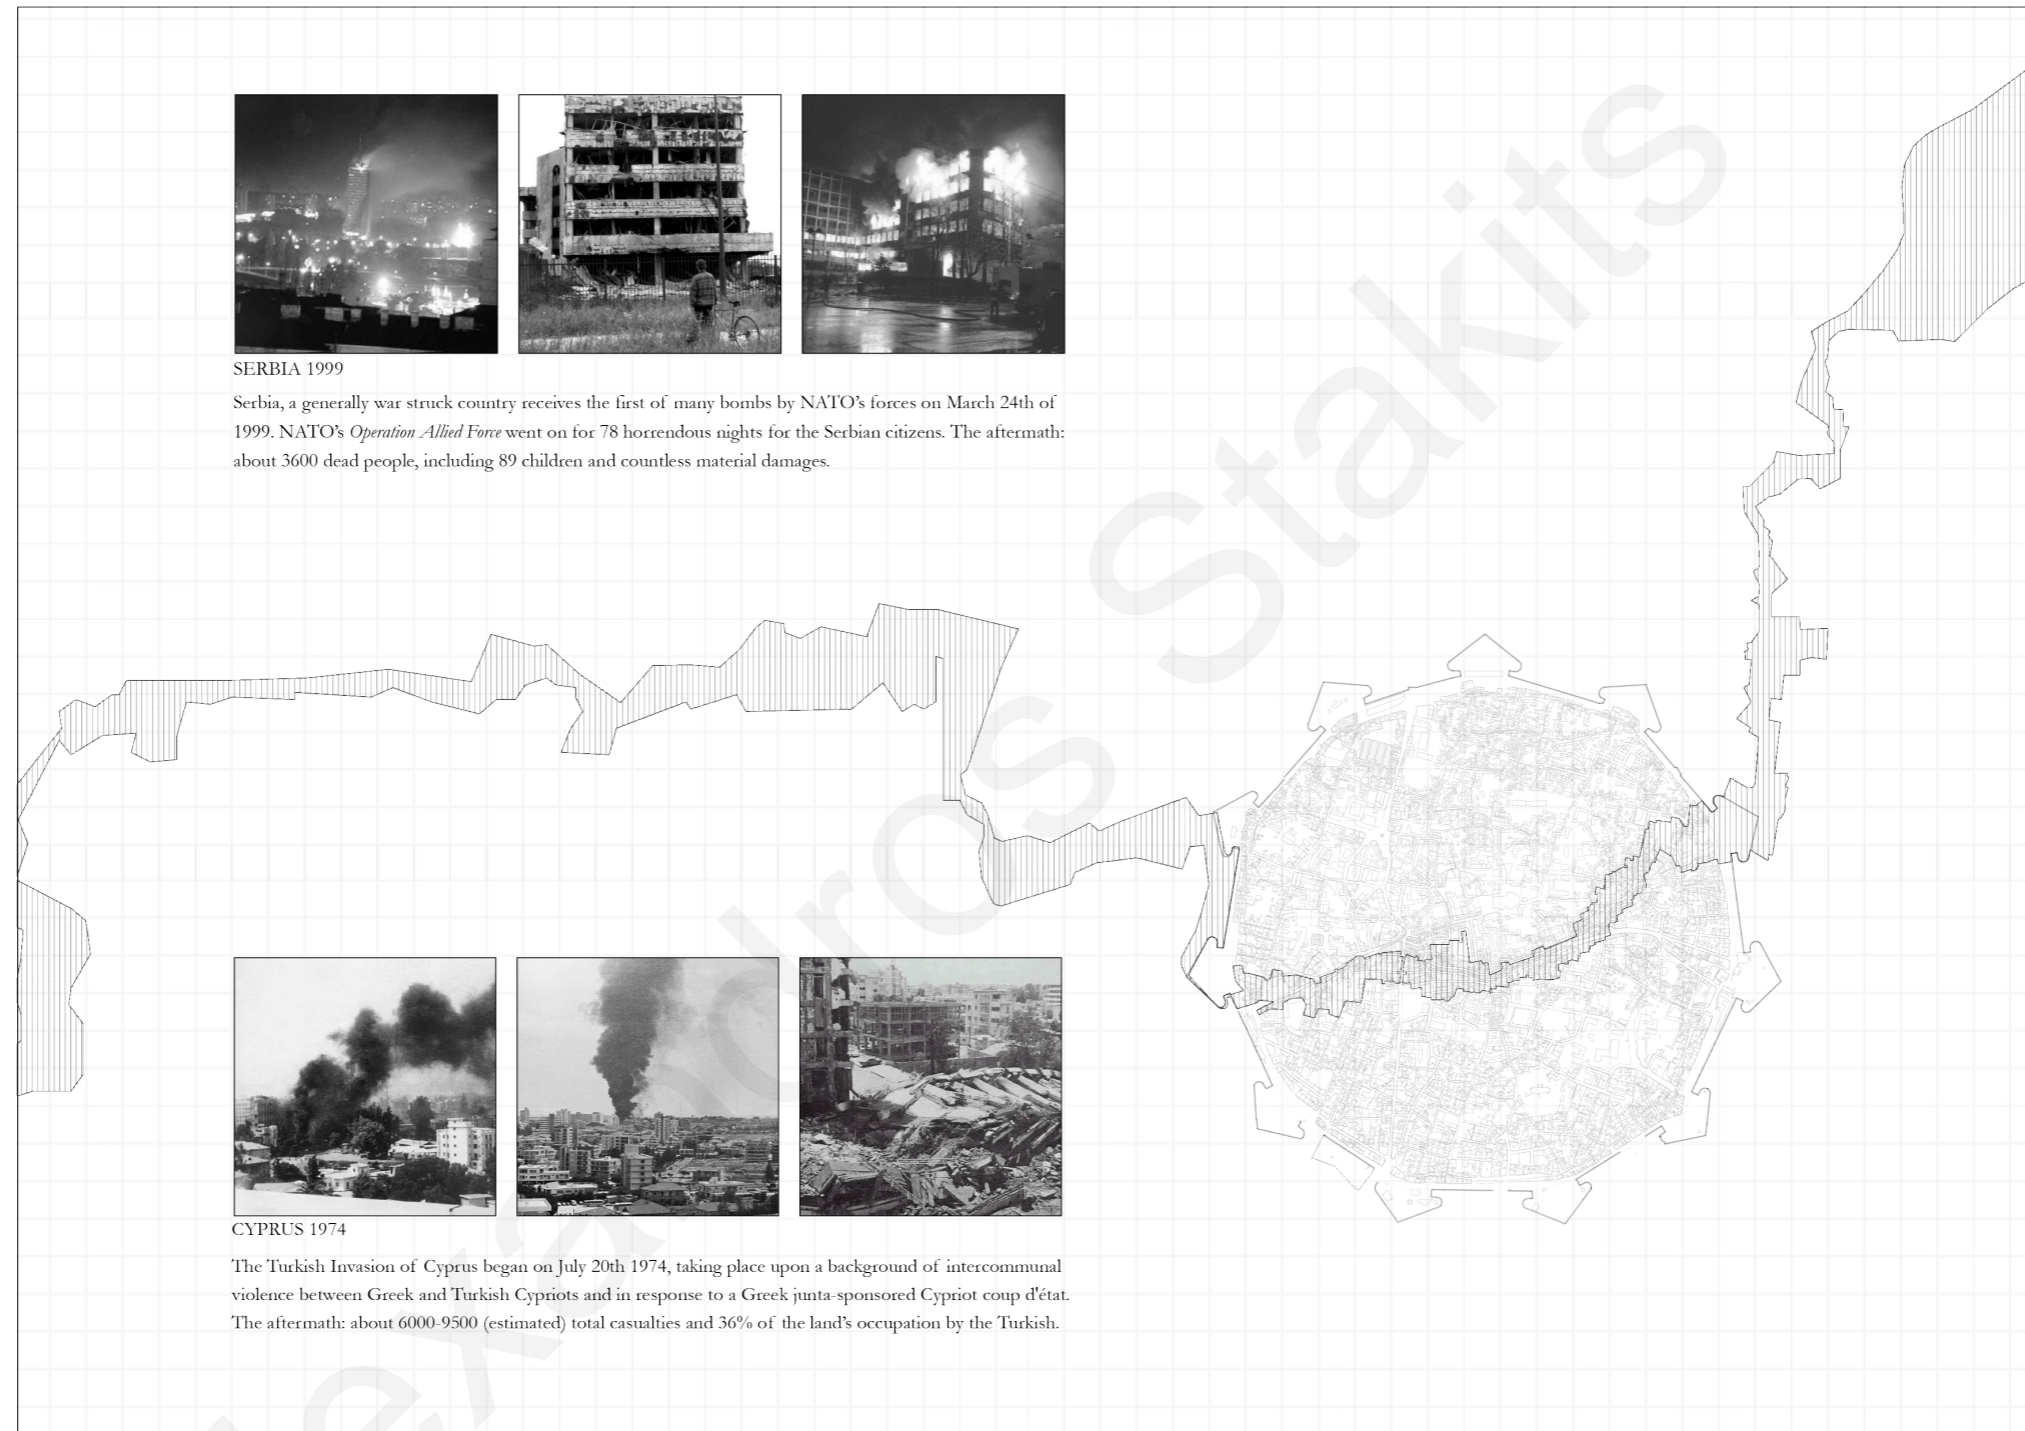 SERBIA 1999
Serbia, a generally war struck country receives the first of many bombs by NATO’s forces on March 24th of
1999. NATO’s Operation Allied Force went on for 78 horrendous nights for the Serbian citizens. The aftermath:
about 3600 dead people, including 89 children and countless material damages.
CYPRUS 1974
The Turkish Invasion of Cyprus began on July 20th 1974, taking place upon a background of intercommunal
violence between Greek and Turkish Cypriots and in response to a Greek junta-sponsored Cypriot coup d'état.
The aftermath: about 6000-9500 (estimated) total casualties and 36% of the land’s occupation by the Turkish.
exandros Stakits